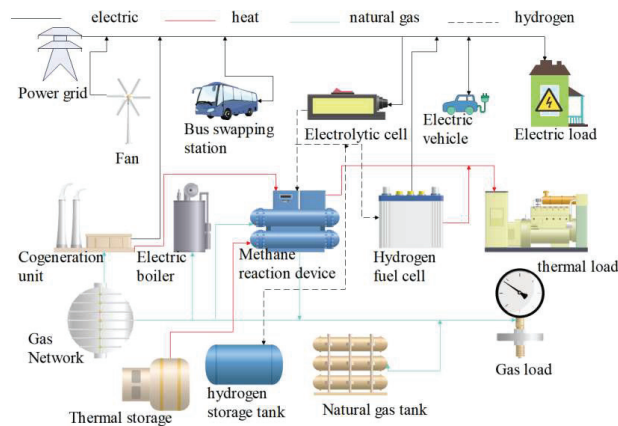 electric heat natural gas hydrogen
Power grid
Fan
Bus swapping
station
Electrolytic cell
Electric
vehicle
Electric load
Cogeneration
unit
Electric
boiler
Methane
reaction device
Hydrogen
fuel cell
thermal load
Gas
Network
Thermal storage
hydrogen
storage tank
Natural gas tank
Gas load